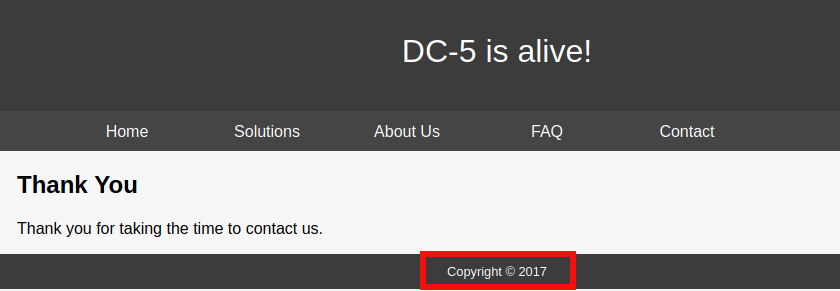 DC-5 is alive!
Home Solutions About Us FAQ Contact
Thank You
Thank you for taking the time to contact us.
Copyright © 2017